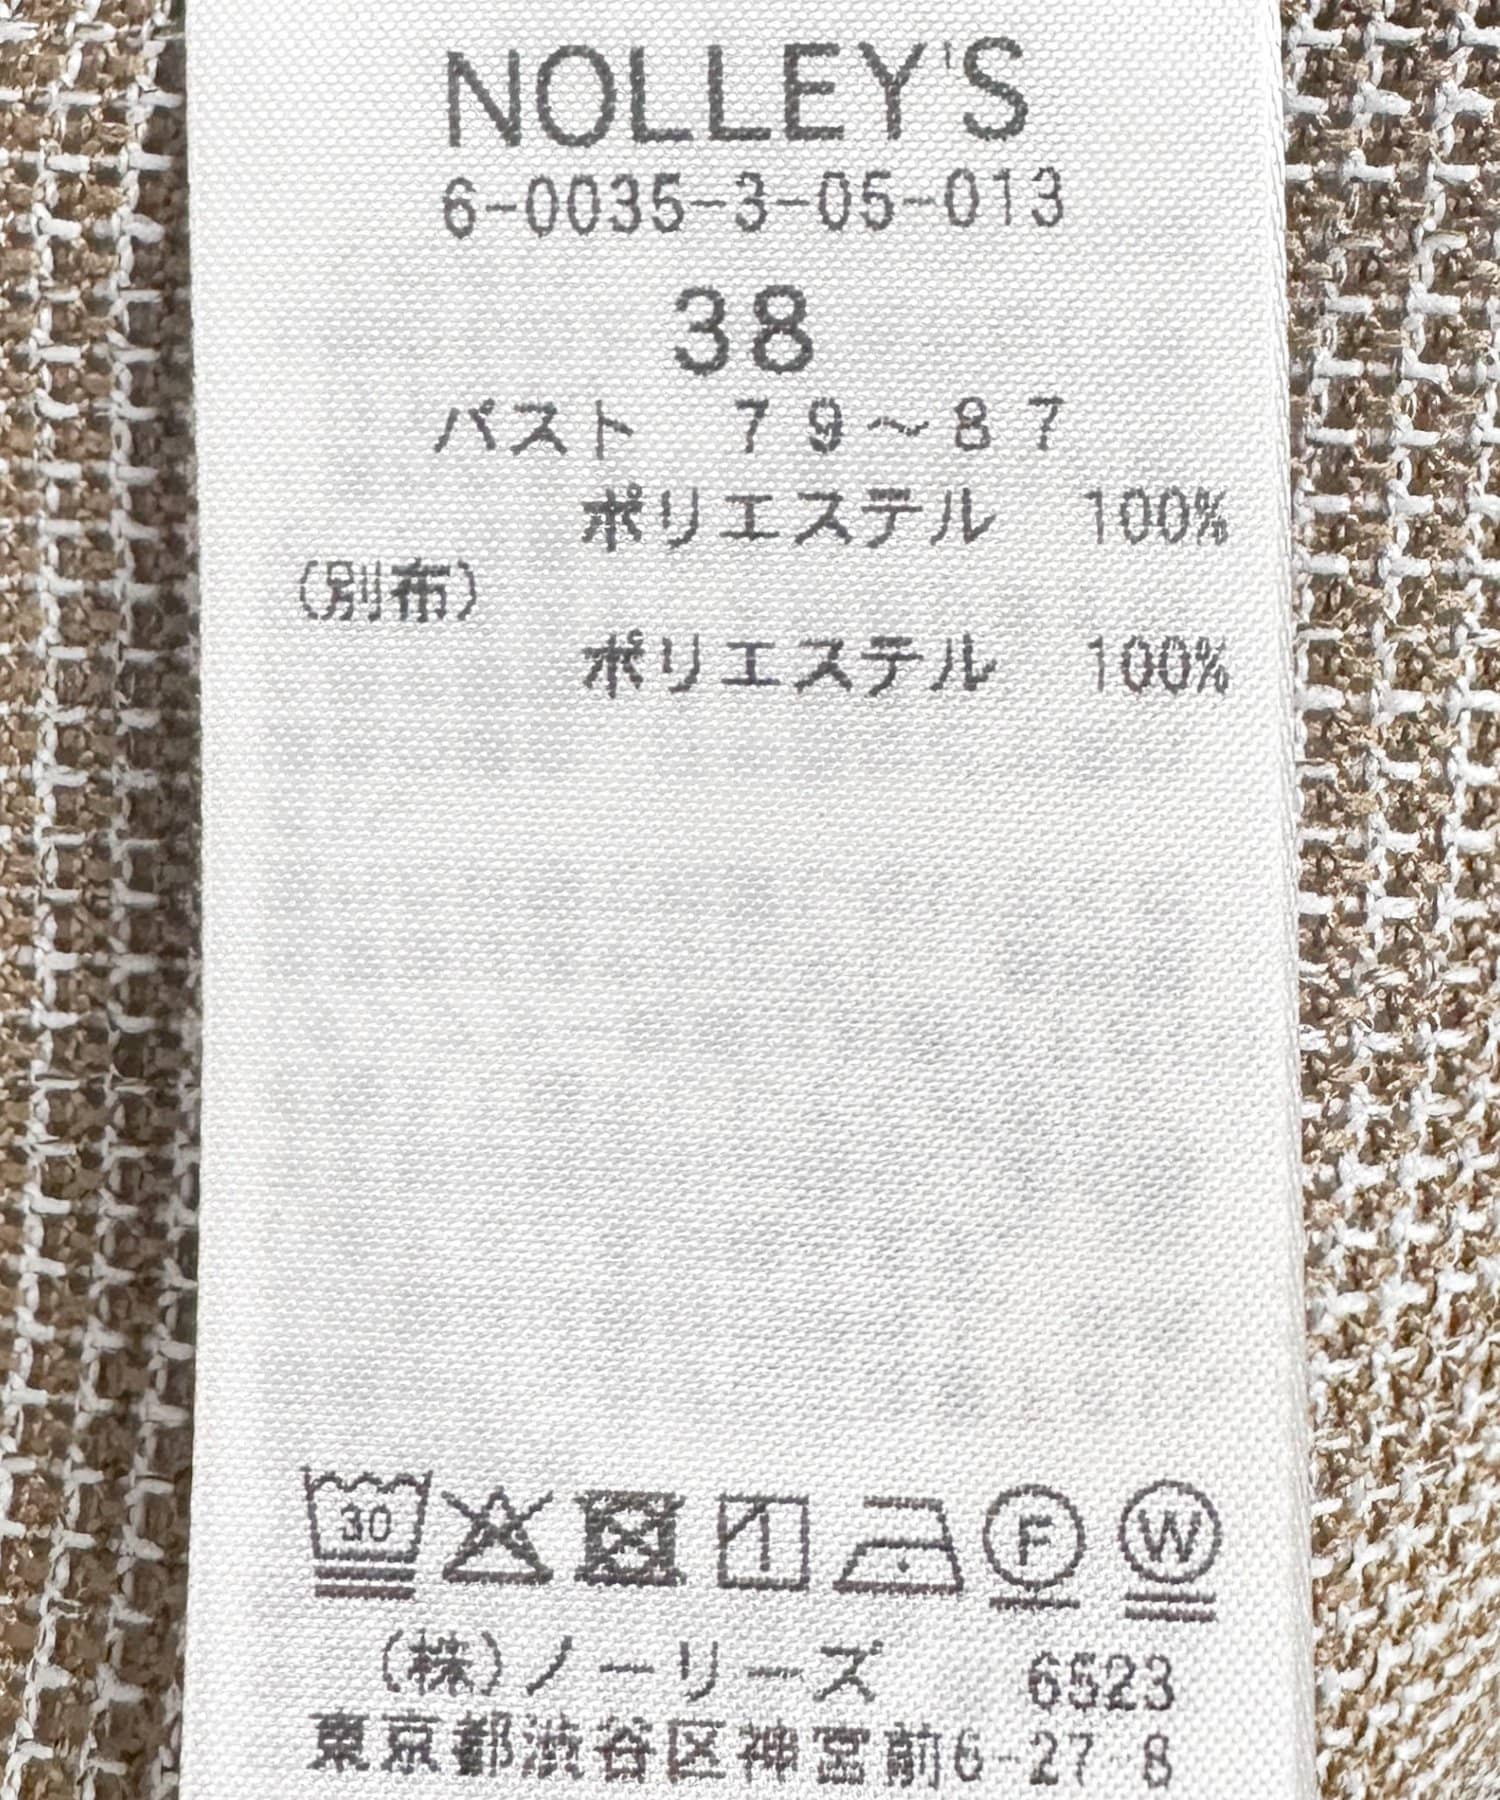 NOLLEY'S
6-0035-3-05-013
38
バスト 79～87
ポリエステル 100%
(別布)
ポリエステル 100%
30 1 F W
(株)ノーリーズ 6523
東京都渋谷区神宮前6-27-8